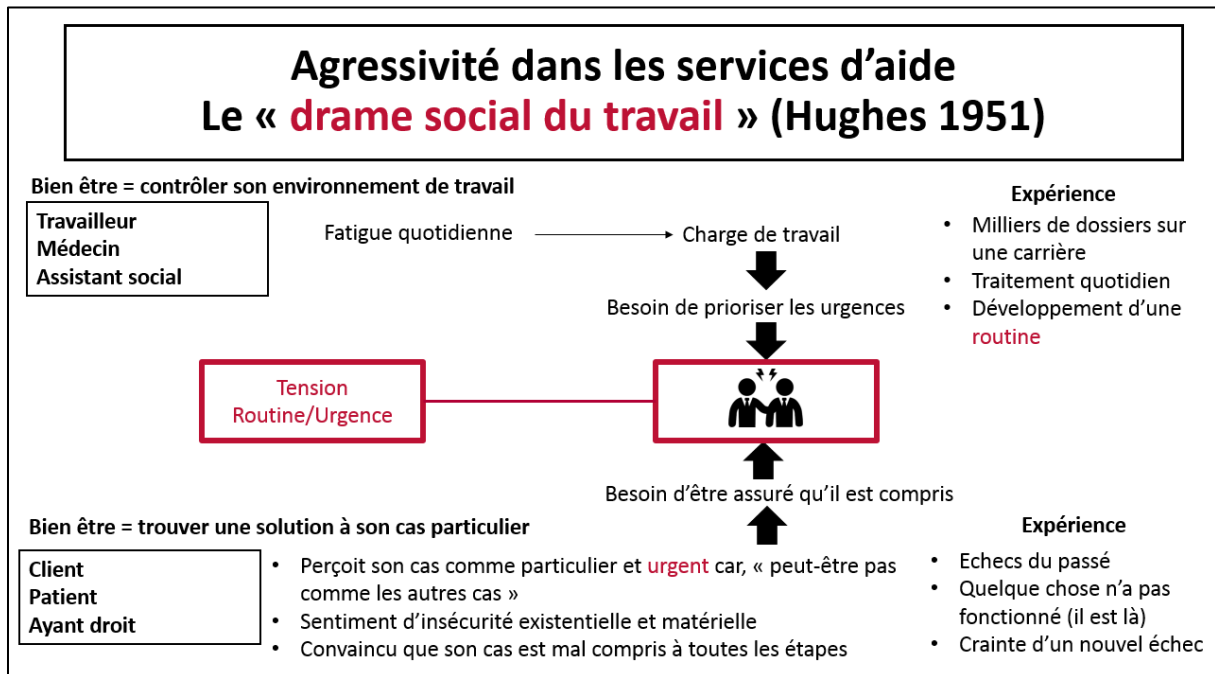 Agressivité dans les services d’aide
Le « drame social du travail » (Hughes 1951)
Bien être = contrôler son environnement de travail
Travailleur
Médecin
Assistant social
Fatigue quotidienne
Charge de travail
Besoin de prioriser les urgences
Expérience
• Milliers de dossiers sur
une carrière
• Traitement quotidien
• Développement d’une
routine
Tension
Routine/Urgence
Besoin d’être assuré qu’il est compris
Bien être = trouver une solution à son cas particulier
Client
Patient
Ayant droit
• Perçoit son cas comme particulier et urgent car, « peut-être pas
comme les autres cas »
• Sentiment d’insécurité existentielle et matérielle
• Convaincu que son cas est mal compris à toutes les étapes
Expérience
• Echecs du passé
• Quelque chose n’a pas
fonctionné (il est là)
• Crainte d’un nouvel échec